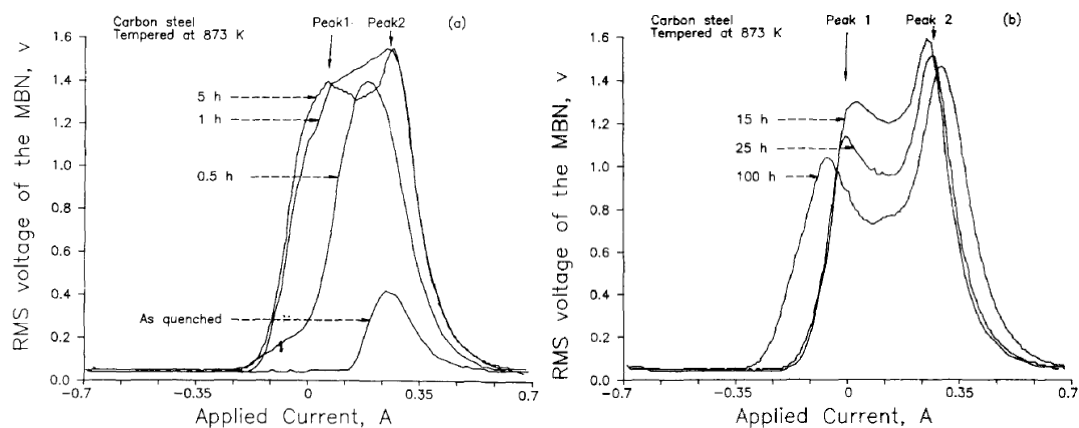 Carbon steel
Tempered at 873 K
Peak1
Peak2
(a)
RMS voltage of the MBN, v
1.6
1.4
1.2
1.0
0.8
0.6
0.4
0.2
0.0
5 h
1 h
0.5 h
As quenched
-0.7
0
0.35
0.7
Applied Current, A
Carbon steel
Tempered at 873 K
Peak 1
Peak 2
(b)
RMS voltage of the MBN, v
1.6
1.4
1.2
1.0
0.8
0.6
0.4
0.2
0.0
15 h
25 h
100 h
-0.7
0
0.35
0.7
Applied Current, A